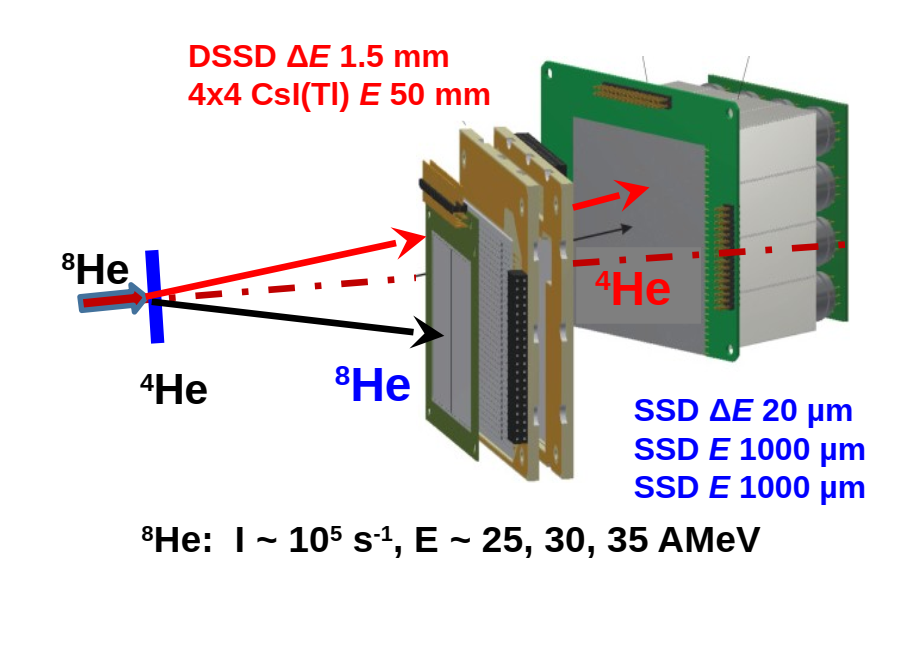 DSSD ΔE 1.5 mm
4x4 CsI(Tl) E 50 mm
⁸He
⁴He
⁴He
⁸He
SSD ΔE 20 µm
SSD E 1000 µm
SSD E 1000 µm
⁸He: I ~ 10⁵ s⁻¹, E ~ 25, 30, 35 AMeV